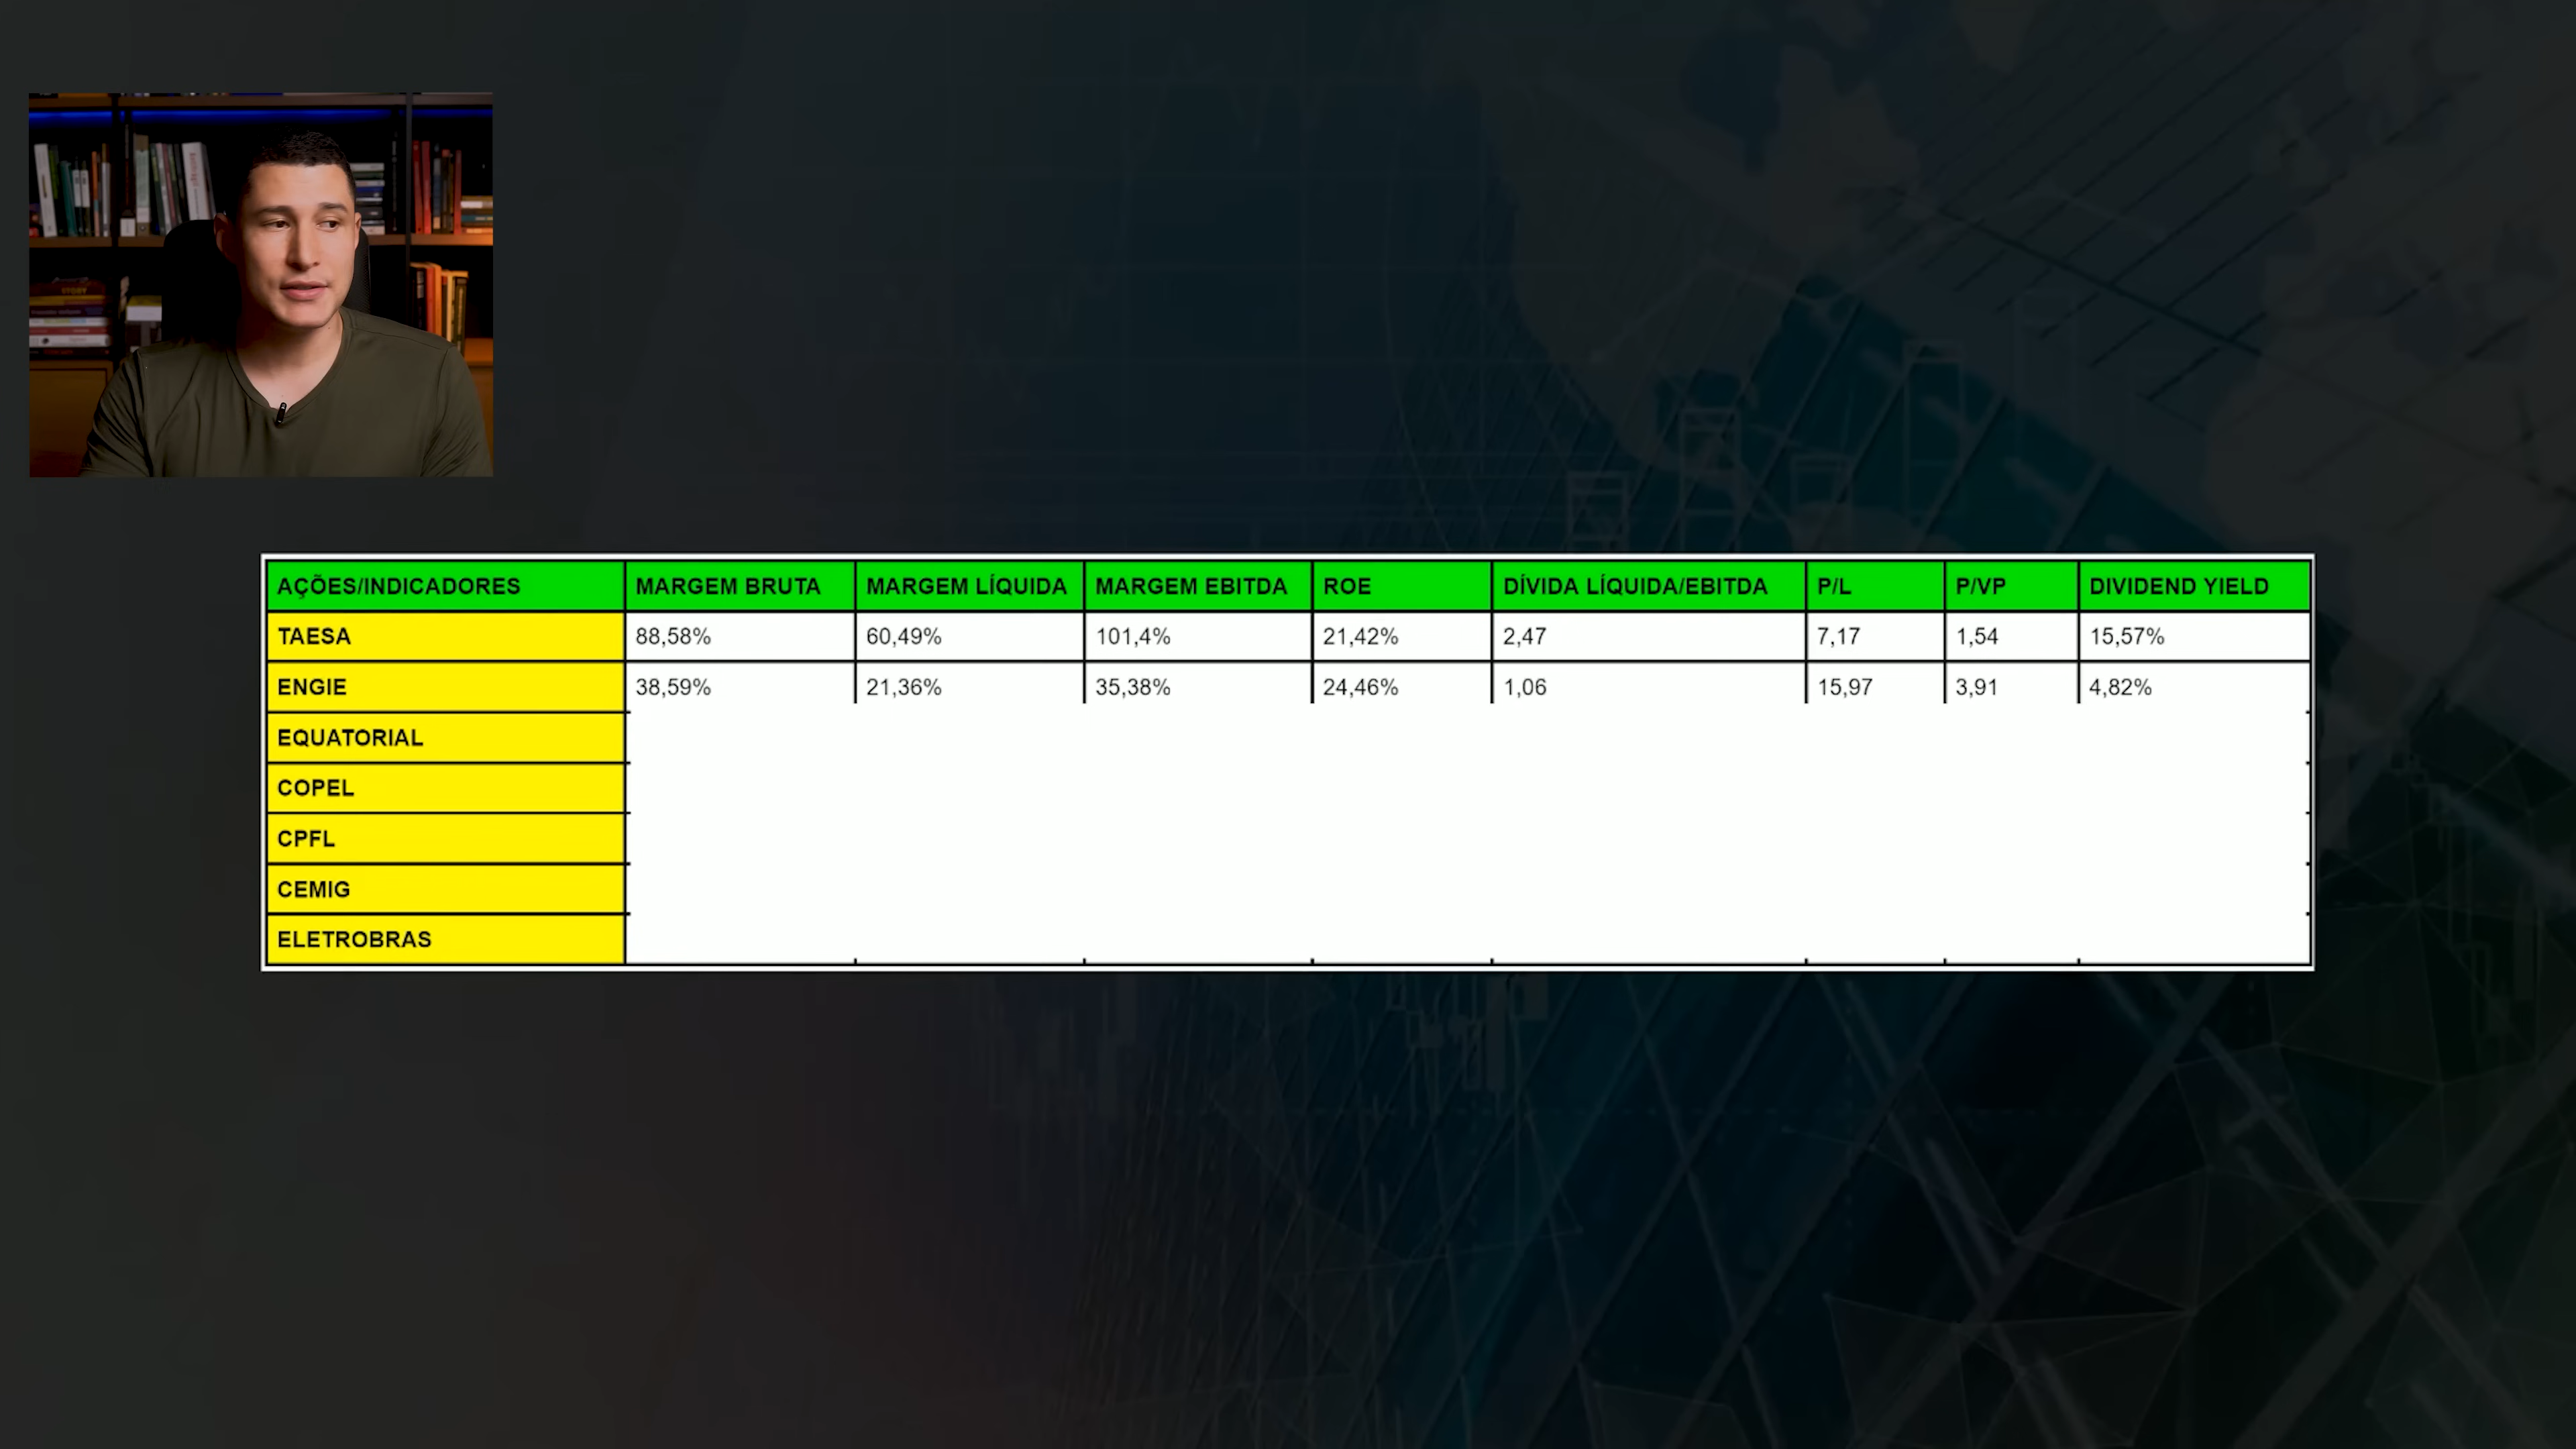 STORY
AÇÕES/INDICADORES MARGEM BRUTA MARGEM LÍQUIDA MARGEM EBITDA ROE DÍVIDA LÍQUIDA/EBITDA P/L P/VP DIVIDEND YIELD
TAESA 88,58% 60,49% 101,4% 21,42% 2,47 7,17 1,54 15,57%
ENGIE 38,59% 21,36% 35,38% 24,46% 1,06 15,97 3,91 4,82%
EQUATORIAL
COPEL
CPFL
CEMIG
ELETROBRAS